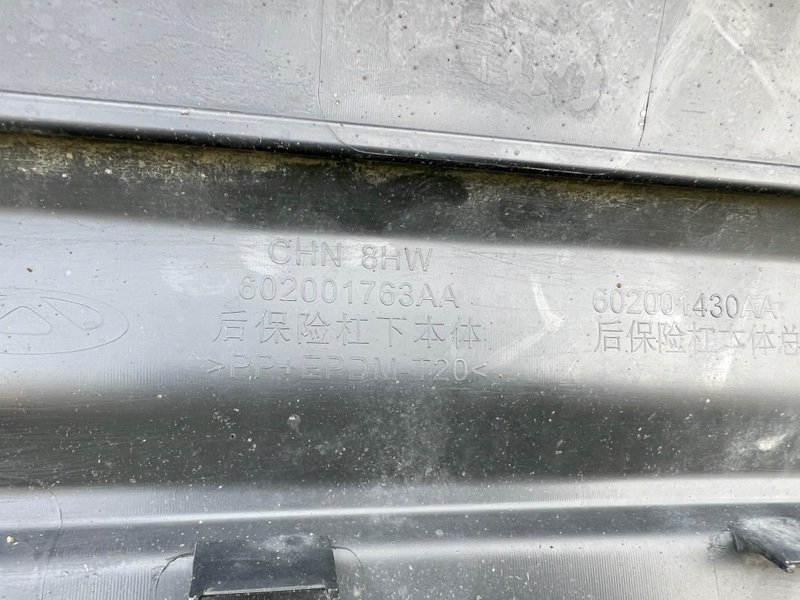 CHN 8HW
602001763AA
后保险杠下本体
>PP+EPDM-T20<
602001430AA
后保险杠本体总